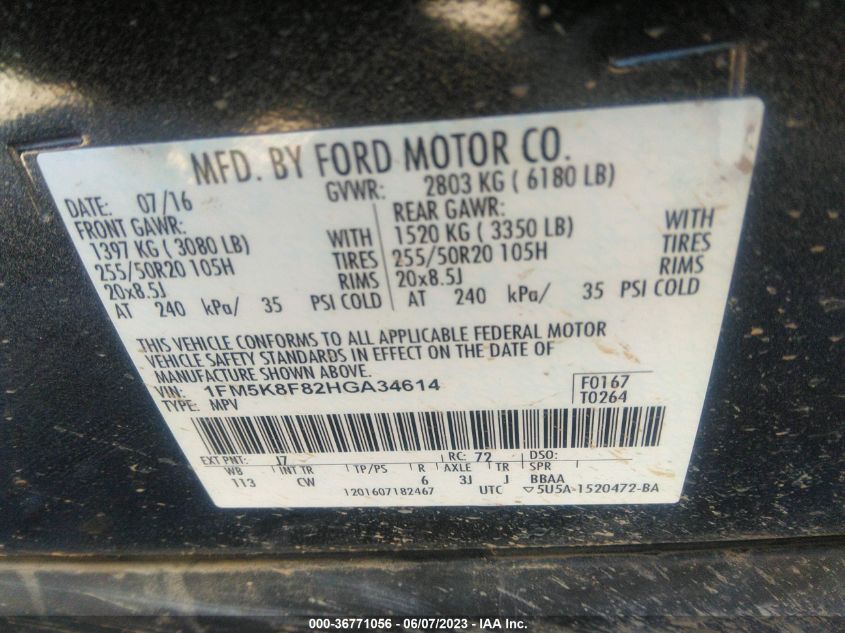 MFD. BY FORD MOTOR CO.
DATE: 07/16 GVWR: 2803 KG ( 6180 LB)
FRONT GAWR: REAR GAWR:
1397 KG ( 3080 LB) WITH 1520 KG ( 3350 LB) WITH
255/50R20 105H TIRES 255/50R20 105H TIRES
20x8.5J RIMS 20x8.5J RIMS
AT 240 kPa/ 35 PSI COLD AT 240 kPa/ 35 PSI COLD
THIS VEHICLE CONFORMS TO ALL APPLICABLE FEDERAL MOTOR
VEHICLE SAFETY STANDARDS IN EFFECT ON THE DATE OF
MANUFACTURE SHOWN ABOVE.
VIN: 1FM5K8F82HGA34614 F0167
TYPE: MPV T0264
EXT PNT: J7 RC: 72 DSO:
WB INT TR TP/PS R AXLE TR SPR
113 CW 6 3J J BBAA
1201607182467 UTC ▽5U5A-1520472-BA
000-36771056 - 06/07/2023 - © IAA Inc.